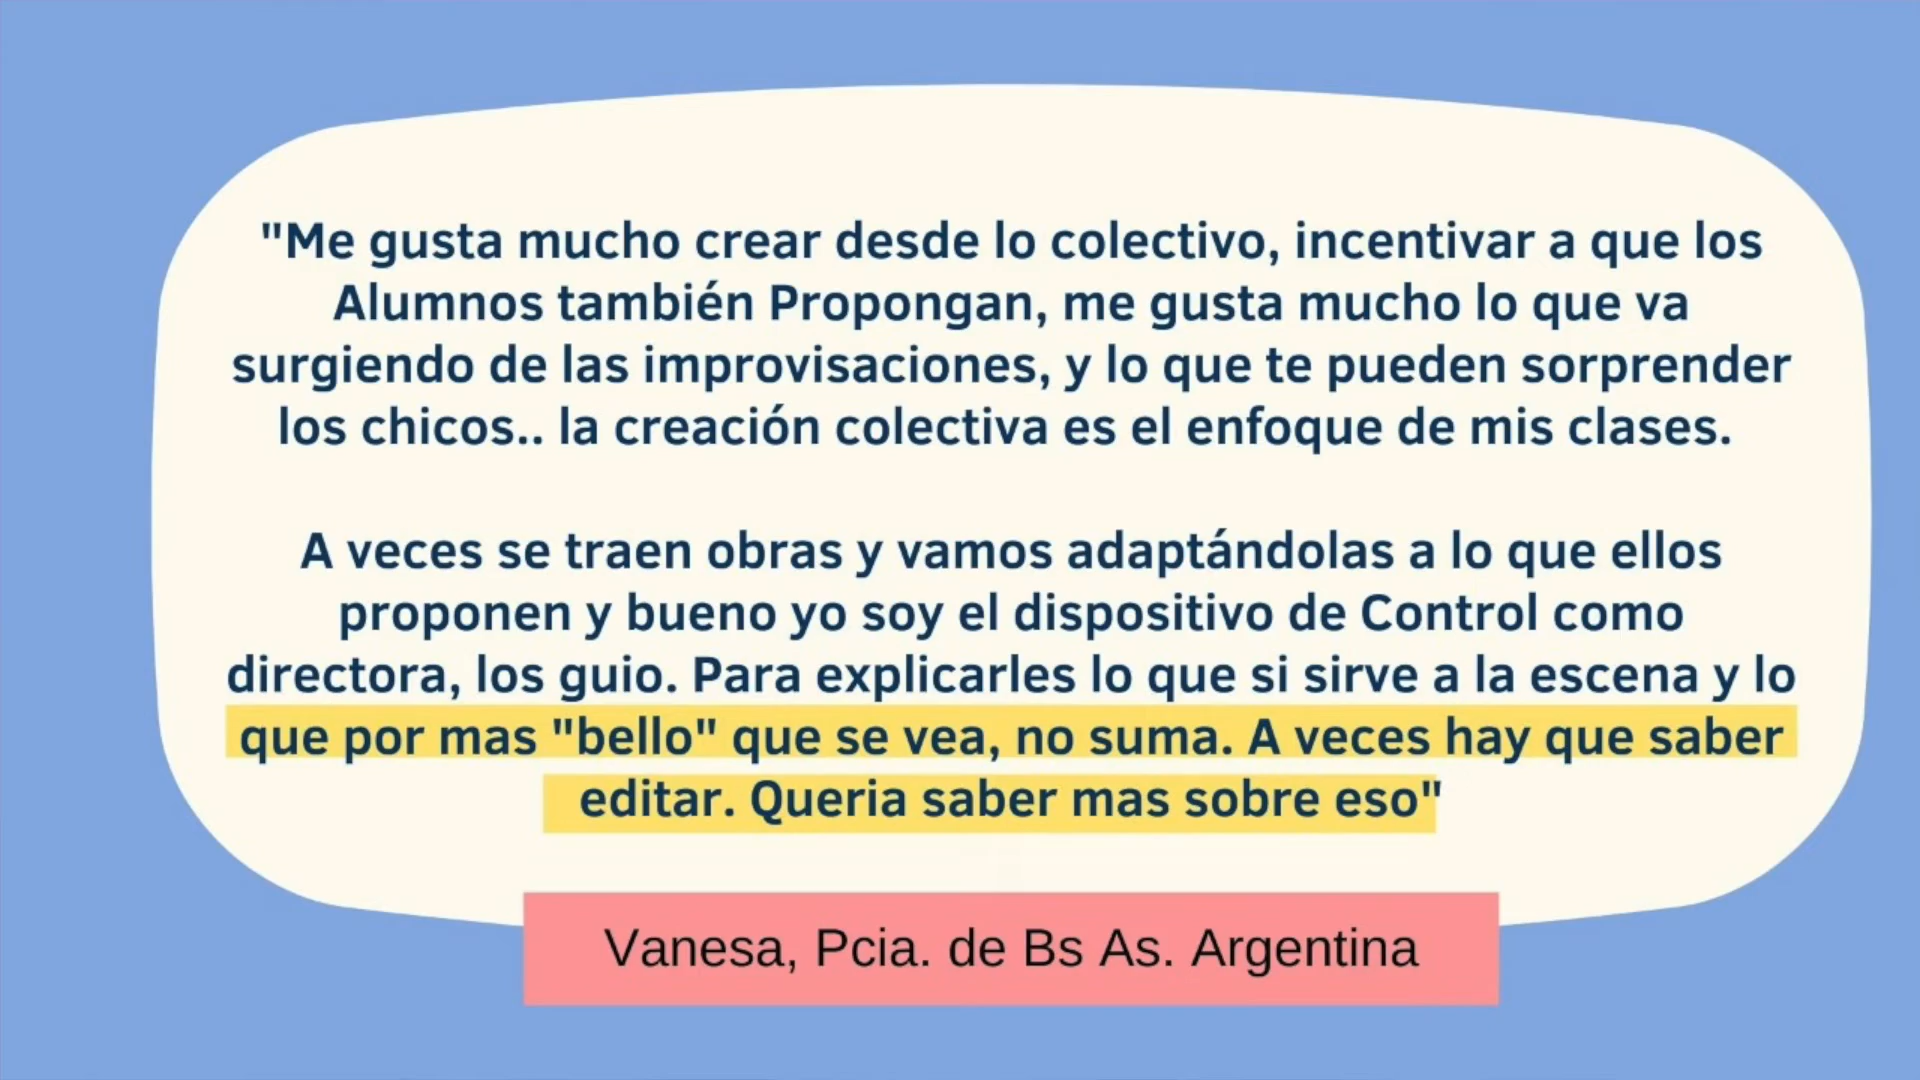 "Me gusta mucho crear desde lo colectivo, incentivar a que los
Alumnos también Propongan, me gusta mucho lo que va
surgiendo de las improvisaciones, y lo que te pueden sorprender
los chicos.. la creación colectiva es el enfoque de mis clases.
A veces se traen obras y vamos adaptándolas a lo que ellos
proponen y bueno yo soy el dispositivo de Control como
directora, los guio. Para explicarles lo que si sirve a la escena y lo
que por mas "bello" que se vea, no suma. A veces hay que saber
editar. Queria saber mas sobre eso"
Vanesa, Pcia. de Bs As. Argentina